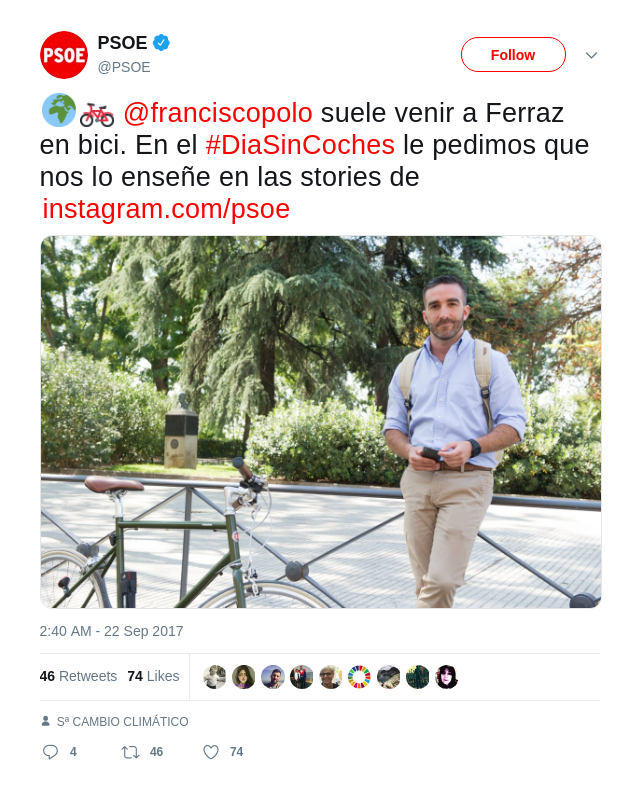 PSOE
PSOE
@PSOE
Follow
@franciscopolo suele venir a Ferraz
en bici. En el #DiaSinCoches le pedimos que
nos lo enseñe en las stories de
instagram.com/psoe
2:40 AM - 22 Sep 2017
46 Retweets 74 Likes
Sª CAMBIO CLIMÁTICO
4 46 74